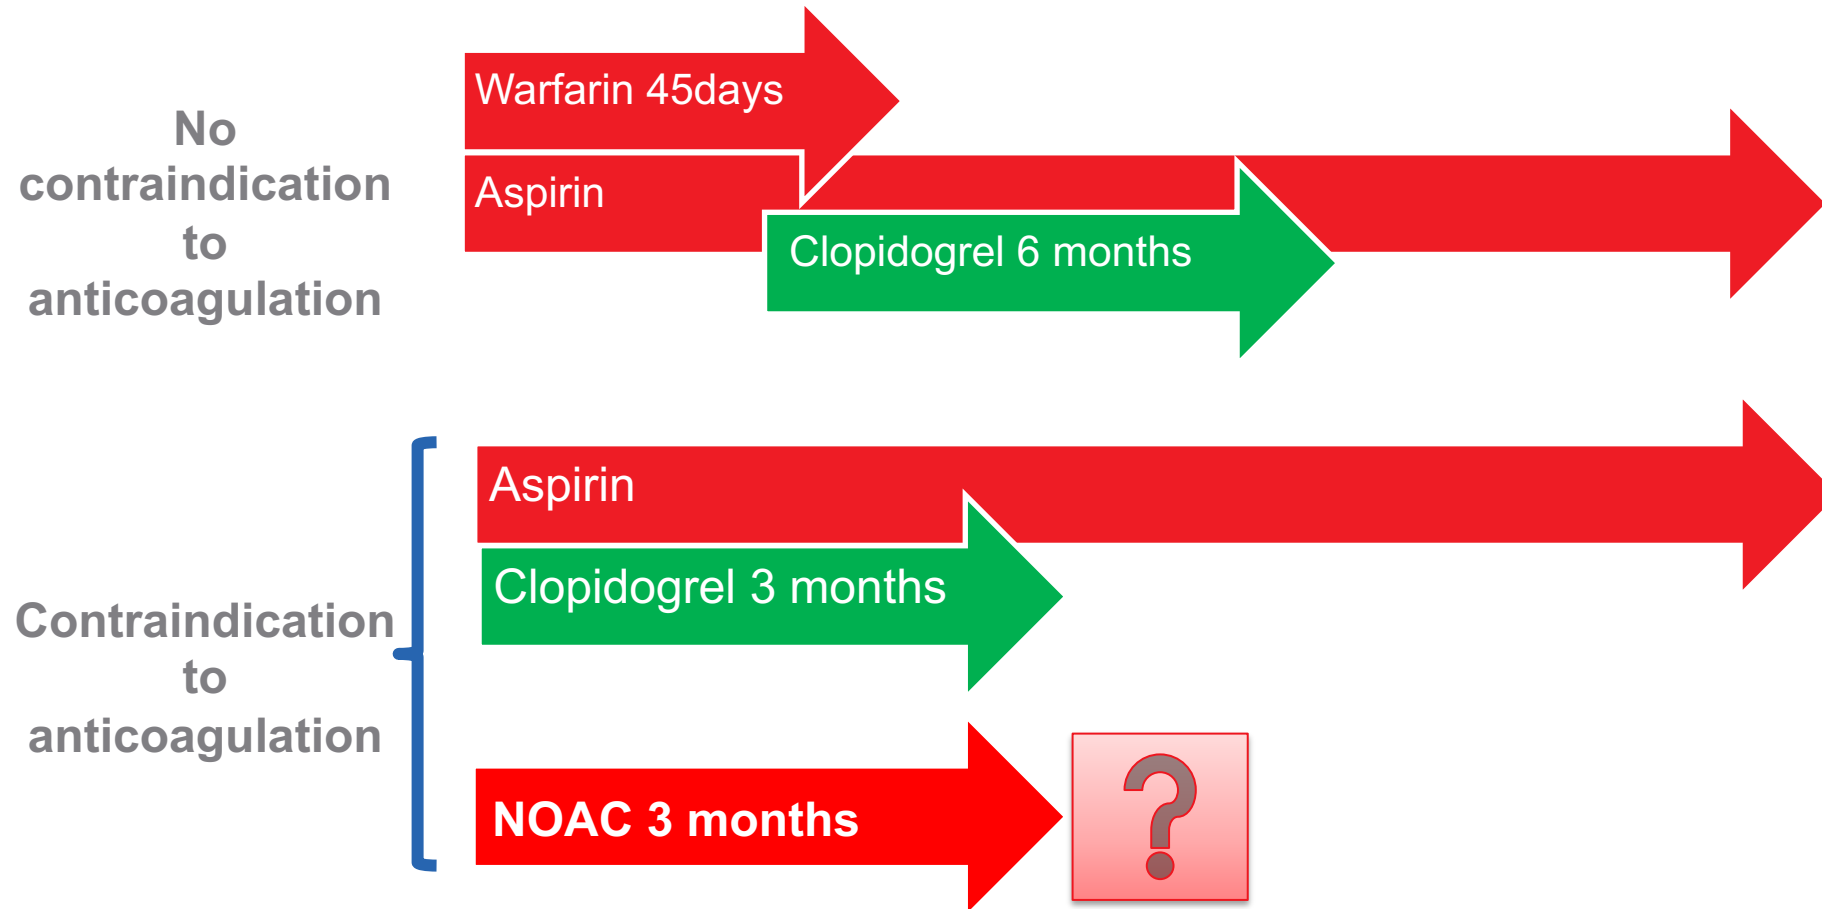 No
contraindication
to
anticoagulation
Warfarin 45days
Aspirin
Clopidogrel 6 months
Contraindication
to
anticoagulation
Aspirin
Clopidogrel 3 months
NOAC 3 months
?